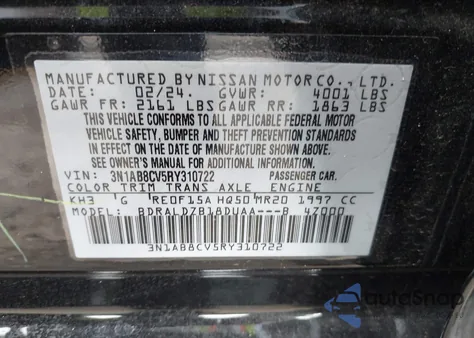 MANUFACTURED BY NISSAN MOTOR CO., LTD.
DATE: 02/24. GVWR: 4001 LBS
GAWR FR: 2161 LBS GAWR RR: 1863 LBS
THIS VEHICLE CONFORMS TO ALL APPLICABLE FEDERAL MOTOR
VEHICLE SAFETY, BUMPER AND THEFT PREVENTION STANDARDS
IN EFFECT ON THE DATE OF MANUFACTURE SHOWN ABOVE.
SEE OWNER'S MANUAL FOR ADDITIONAL INFORMATION.
VIN: 3N1AB8CV5RY310722 PASSENGER CAR.
COLOR TRIM TRANS AXLE ENGINE
KH3 G RE0F15A HQ50 MR20 1997 CC
MODEL: BDRALDZB18DUAA---B 4Z000
3N1AB8CV5RY310722
AutoSnap